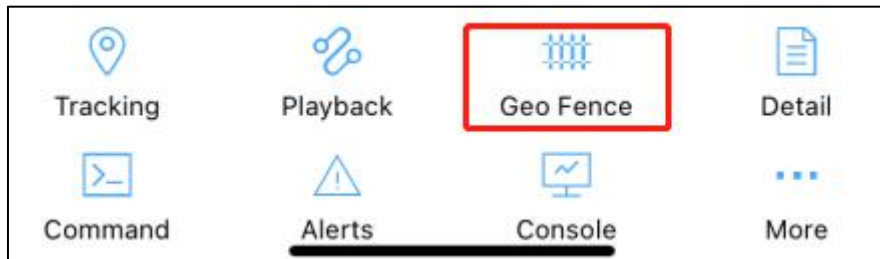 Tracking Playback Geo Fence Detail
Command Alerts Console More